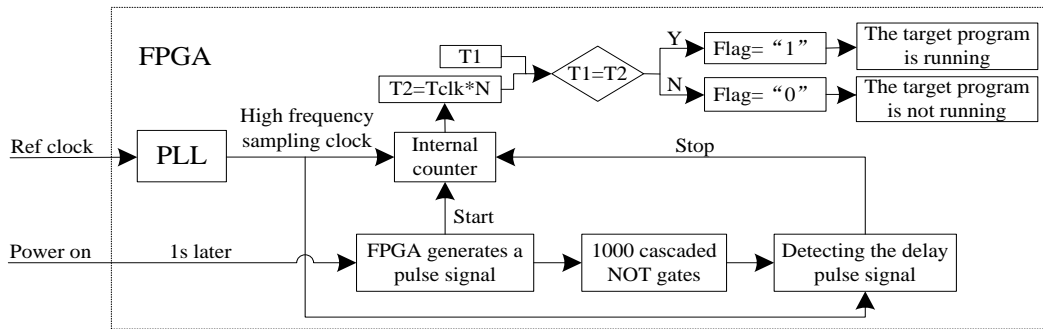 FPGA
T1
T2=Tclk*N
T1=T2
Y
N
Flag= “1”
Flag= “0”
The target program
is running
The target program
is not running
Ref clock
PLL
High frequency
sampling clock
Internal
counter
Stop
Start
Power on
1s later
FPGA generates a
pulse signal
1000 cascaded
NOT gates
Detecting the delay
pulse signal